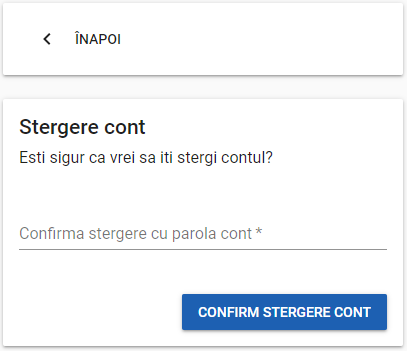 ÎNAPOI
Stergere cont
Esti sigur ca vrei sa iti stergi contul?
Confirma stergere cu parola cont *
CONFIRM STERGERE CONT